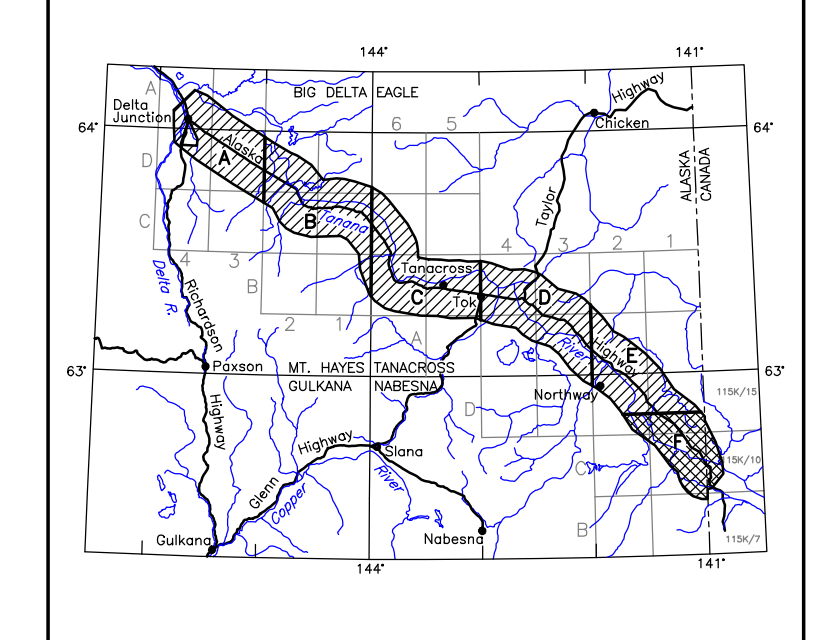 144°
141°
A
BIG DELTA EAGLE
Highway
Delta
Junction
64°
6
5
Chicken
64°
Alaska
A
D
ALASKA
CANADA
B
Tanana
Taylor
C
4
3
4
3
2
1
Delta R.
Tanacross
B
C
Tok
D
Richardson
2
1
A
River
Highway
E
63°
Paxson
MT. HAYES TANACROSS
GULKANA NABESNA
63°
Northway
115K/15
Highway
D
F
Glenn
Highway
Slana
115K/10
C
Copper
River
B
Gulkana
Nabesna
115K/7
144°
141°